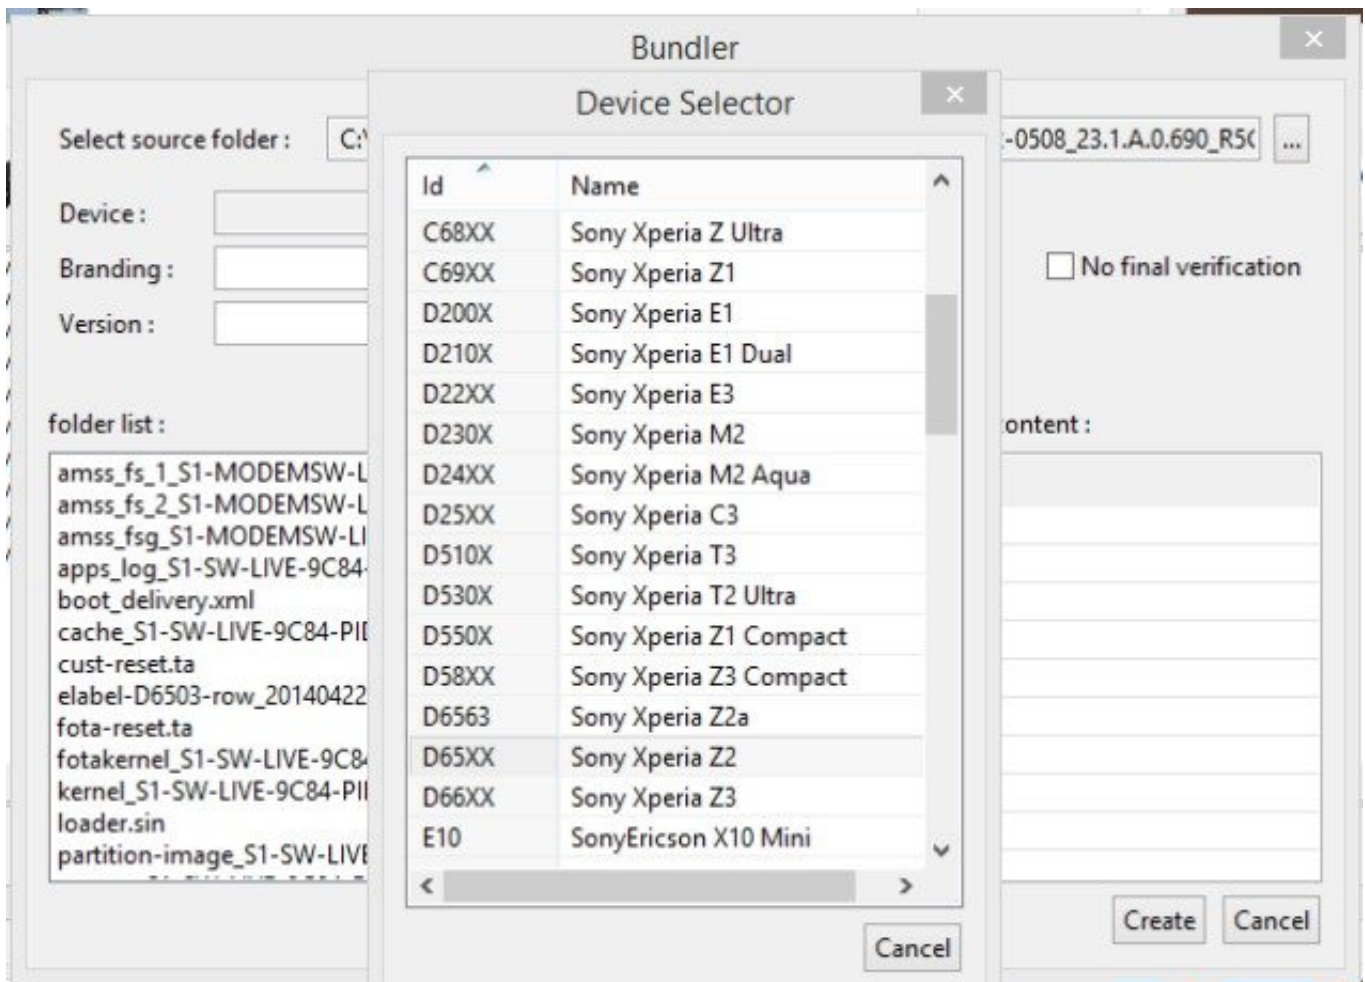 Bundler
Device Selector
Select source folder :
C:\
-0508_23.1.A.0.690_R5
...
Device :
Branding :
Version :
No final verification
Id Name
C68XX Sony Xperia Z Ultra
C69XX Sony Xperia Z1
D200X Sony Xperia E1
D210X Sony Xperia E1 Dual
D22XX Sony Xperia E3
D230X Sony Xperia M2
D24XX Sony Xperia M2 Aqua
D25XX Sony Xperia C3
D510X Sony Xperia T3
D530X Sony Xperia T2 Ultra
D550X Sony Xperia Z1 Compact
D58XX Sony Xperia Z3 Compact
D6563 Sony Xperia Z2a
D65XX Sony Xperia Z2
D66XX Sony Xperia Z3
E10 SonyEricson X10 Mini
Cancel
folder list :
amss_fs_1_S1-MODEMSW-L
amss_fs_2_S1-MODEMSW-L
amss_fsg_S1-MODEMSW-LI
apps_log_S1-SW-LIVE-9C84-
boot_delivery.xml
cache_S1-SW-LIVE-9C84-PID
cust-reset.ta
elabel-D6503-row_20140422
fota-reset.ta
fotakernel_S1-SW-LIVE-9C84
kernel_S1-SW-LIVE-9C84-PII
loader.sin
partition-image_S1-SW-LIVE
ontent :
Create
Cancel